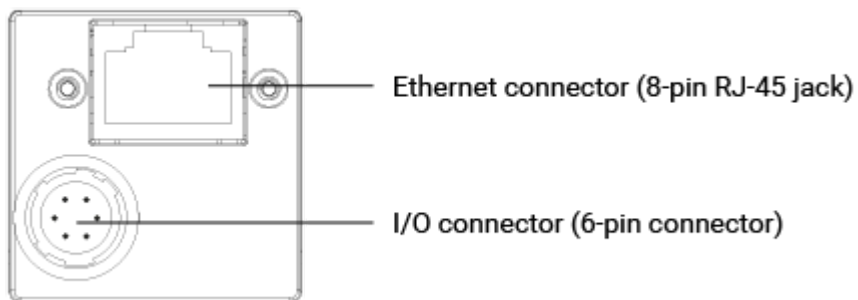 Ethernet connector (8-pin RJ-45 jack)
I/O connector (6-pin connector)